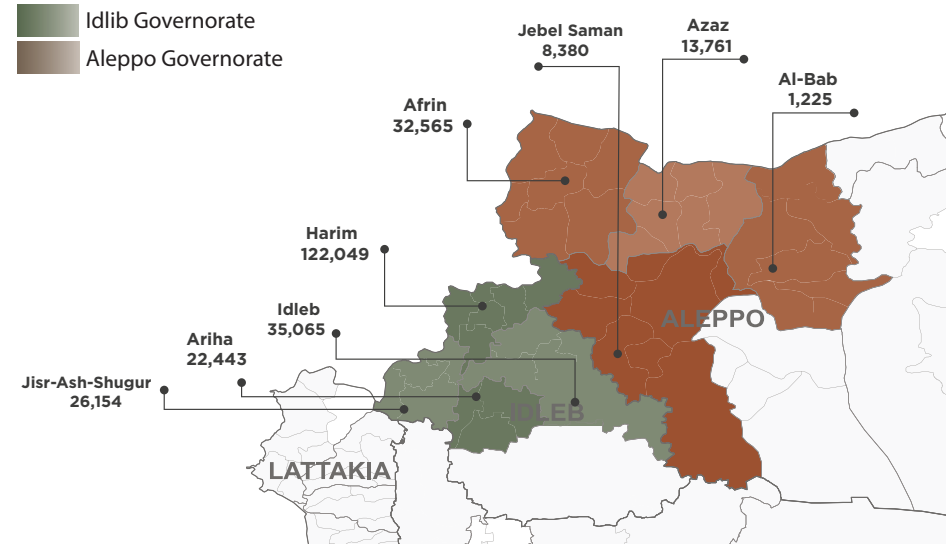 Idlib Governorate
Aleppo Governorate
Jebel Saman
8,380
Azaz
13,761
Al-Bab
1,225
Afrin
32,565
Harim
122,049
Idleb
35,065
Ariha
22,443
Jisr-Ash-Shugur
26,154
ALEPPO
IDLEB
LATTAKIA